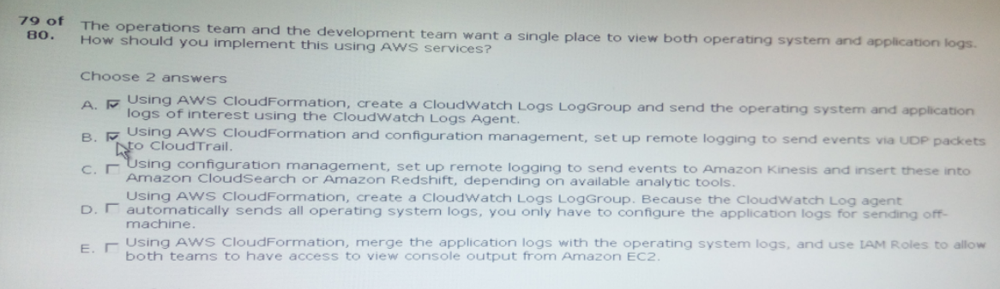 79 of
80.
The operations team and the development team want a single place to view both operating system and application logs.
How should you implement this using AWS services?
Choose 2 answers
A. Using AWS CloudFormation, create a CloudWatch Logs LogGroup and send the operating system and application
logs of interest using the CloudWatch Logs Agent.
B. Using AWS CloudFormation and configuration management, set up remote logging to send events via UDP packets
to CloudTrail.
C. Using configuration management, set up remote logging to send events to Amazon Kinesis and insert these into
Amazon CloudSearch or Amazon Redshift, depending on available analytic tools.
Using AWS CloudFormation, create a CloudWatch Logs LogGroup. Because the CloudWatch Log agent
D. automatically sends all operating system logs, you only have to configure the application logs for sending off-
machine.
E. Using AWS CloudFormation, merge the application logs with the operating system logs, and use IAM Roles to allow
both teams to have access to view console output from Amazon EC2.